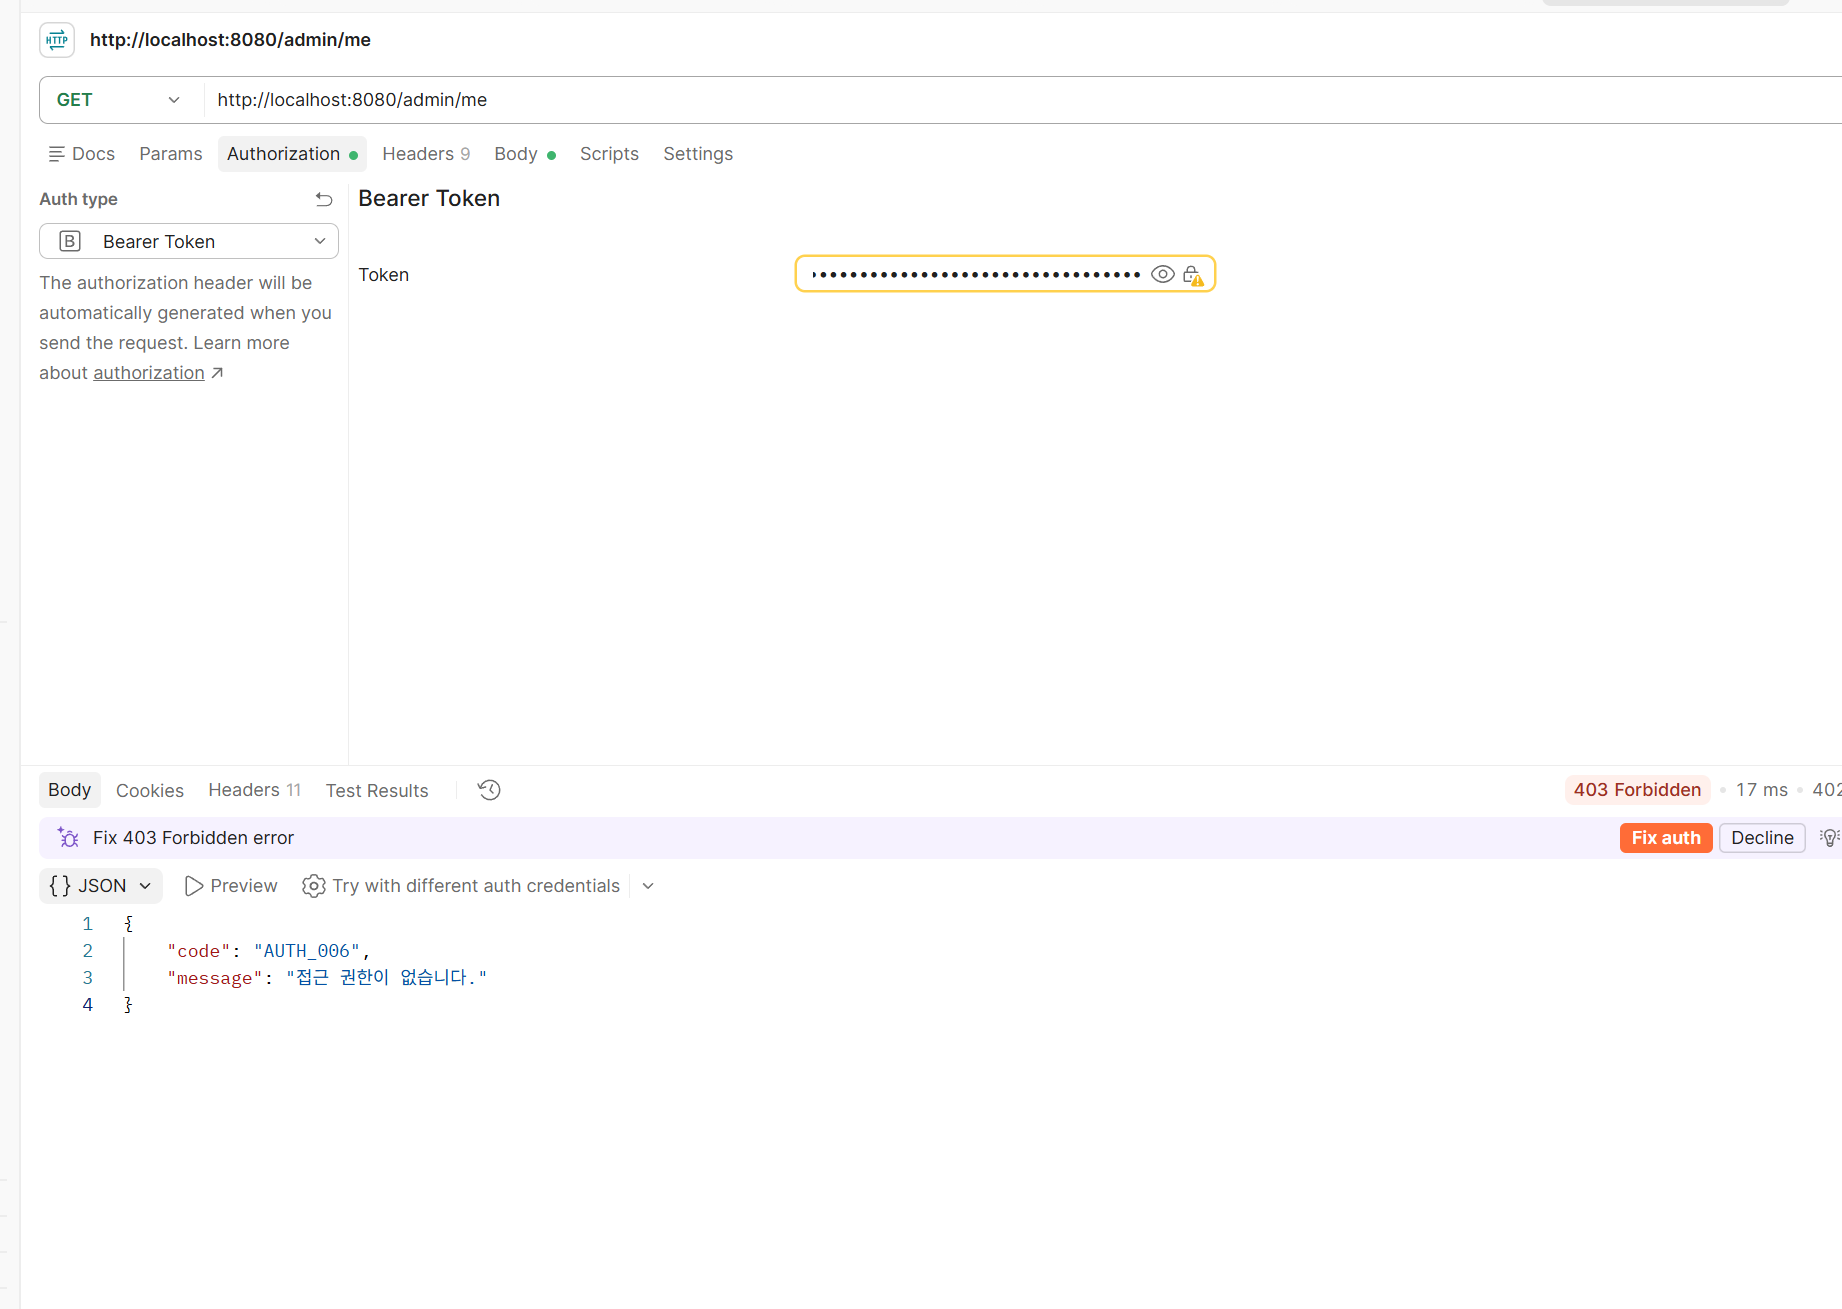 HTTP http://localhost:8080/admin/me
GET http://localhost:8080/admin/me
Docs Params Authorization Headers 9 Body Scripts Settings
Auth type
B Bearer Token
The authorization header will be
automatically generated when you
send the request. Learn more
about authorization ↗
Bearer Token
Token
Body Cookies Headers 11 Test Results
403 Forbidden • 17 ms • 402
Fix 403 Forbidden error
Fix auth Decline
{} JSON Preview Try with different auth credentials
1 {
2 "code": "AUTH_006",
3 "message": "접근 권한이 없습니다."
4 }